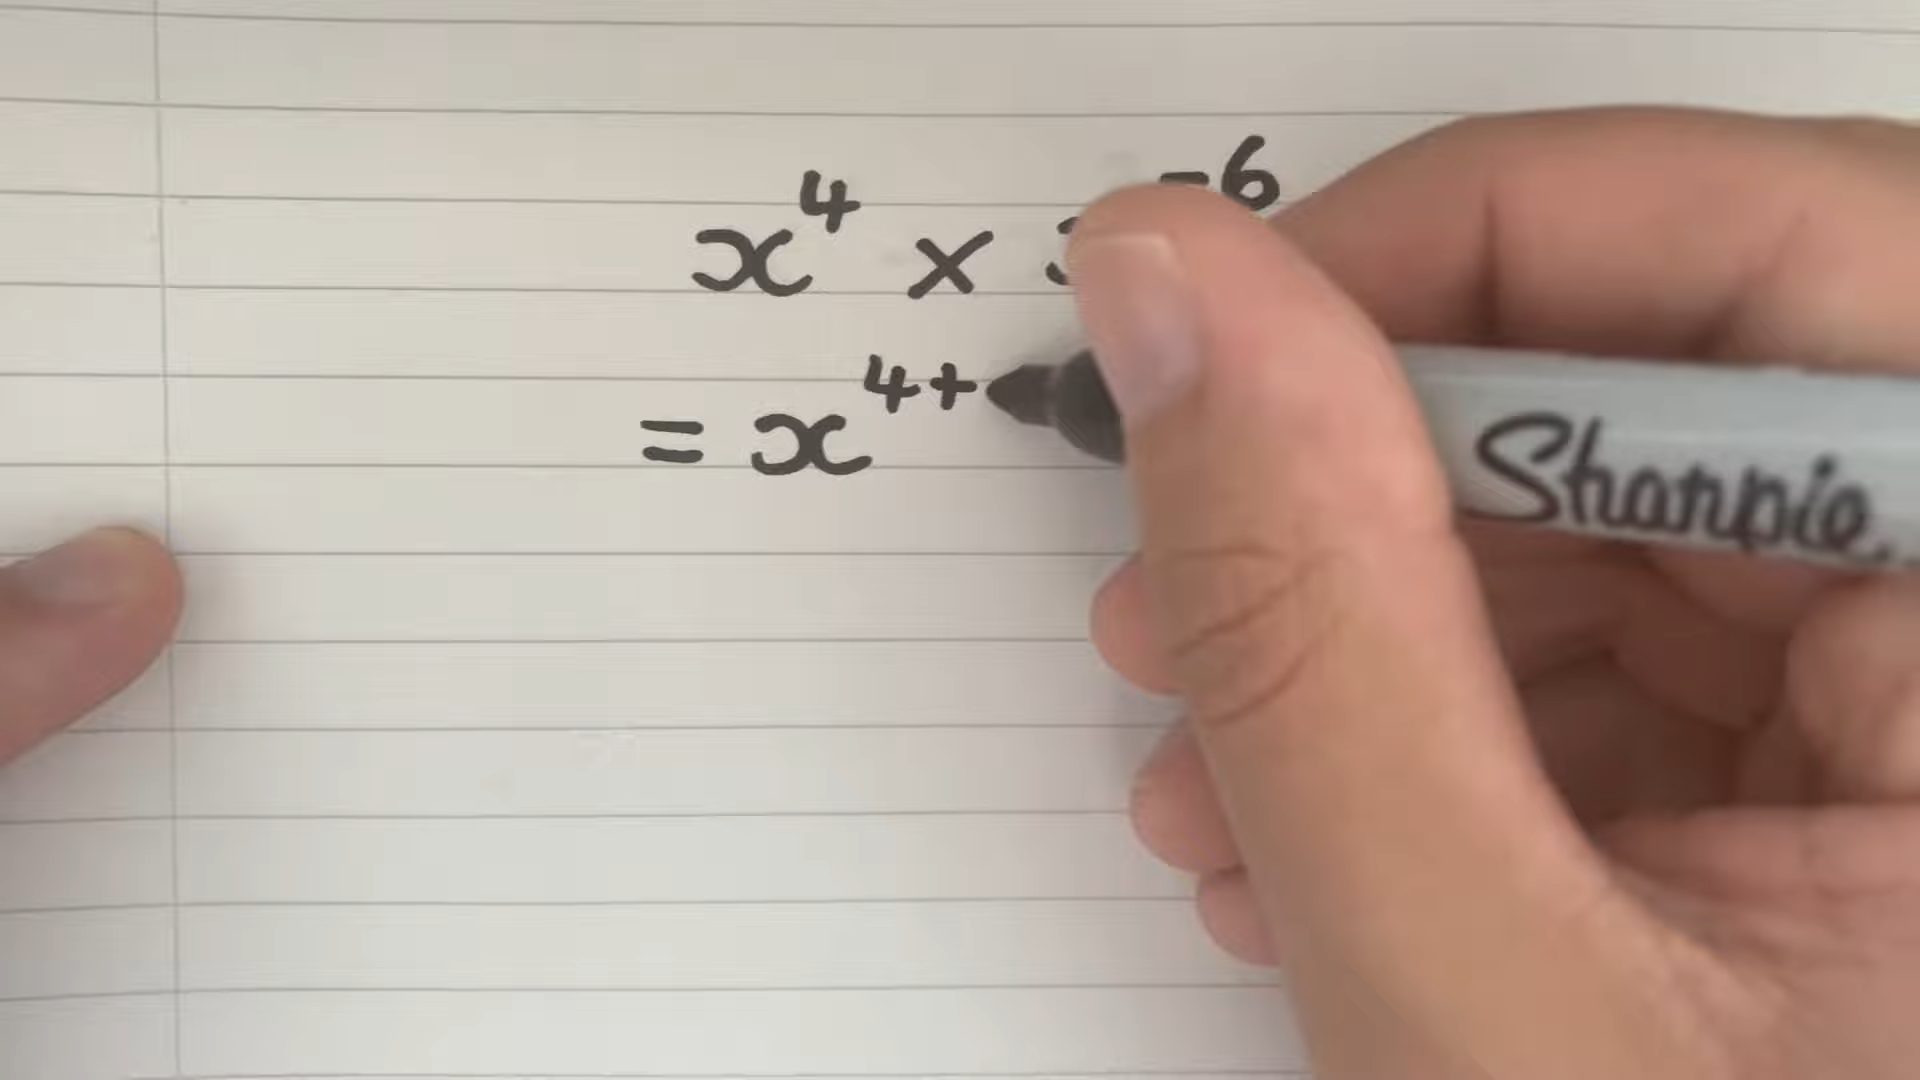 x⁴ × x⁻⁶
= x⁴⁺
Sharpie